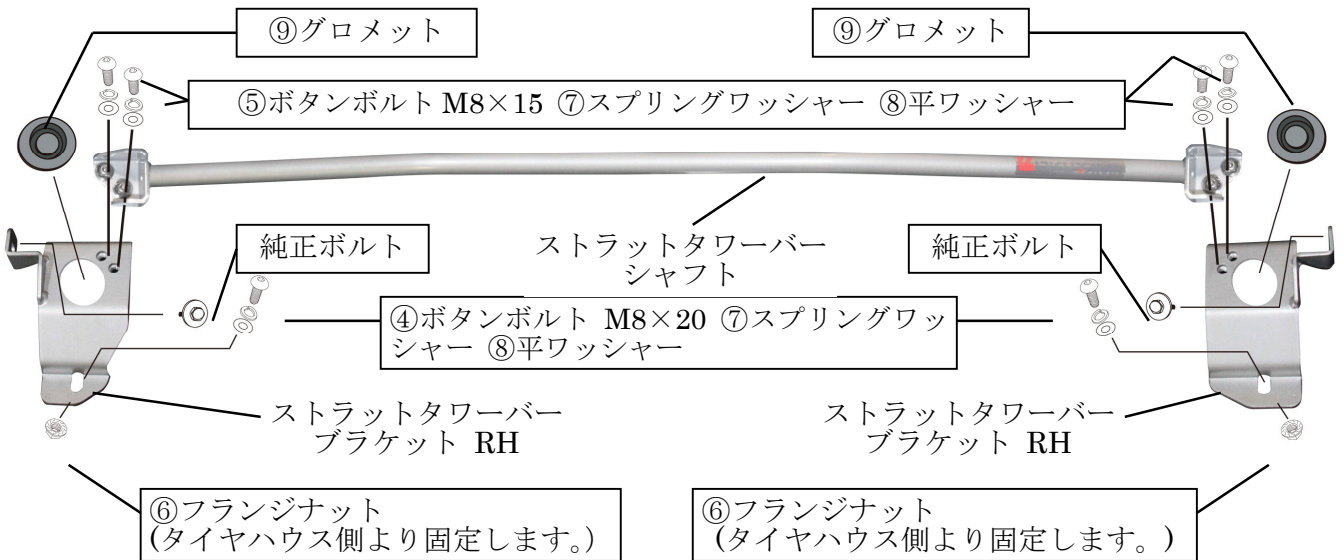 ⑨グロメット
⑨グロメット
⑤ボタンボルト M8×15 ⑦スプリングワッシャー ⑧平ワッシャー
純正ボルト
ストラットタワーバー
シャフト
純正ボルト
④ボタンボルト M8×20 ⑦スプリングワッ
シャー ⑧平ワッシャー
ストラットタワーバー
ブラケット RH
ストラットタワーバー
ブラケット RH
⑥フランジナット
(タイヤハウス側より固定します。)
⑥フランジナット
(タイヤハウス側より固定します。)